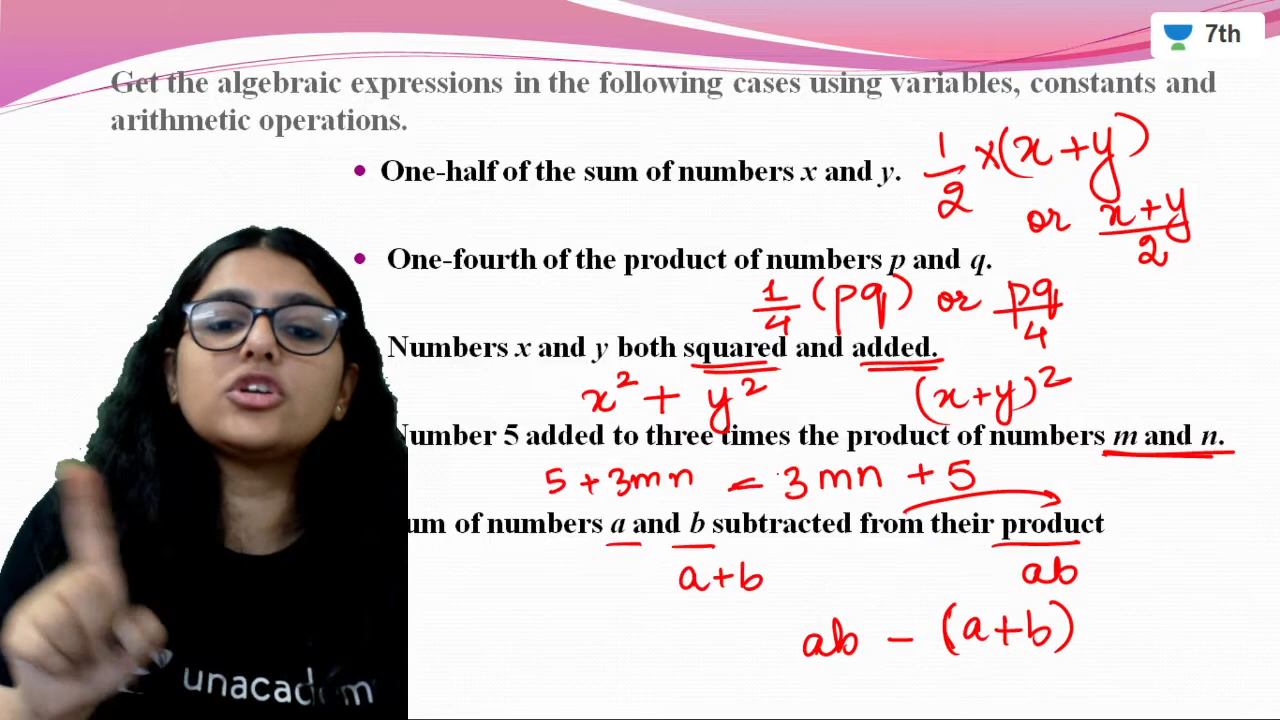 7th
Get the algebraic expressions in the following cases using variables, constants and
arithmetic operations.
• One-half of the sum of numbers x and y.
1/2 × (x + y)
or (x + y)/2
• One-fourth of the product of numbers p and q.
1/4 (pq) or pq/4
Numbers x and y both squared and added.
x² + y² (x+y)²
Number 5 added to three times the product of numbers m and n.
5 + 3mn = 3mn + 5
um of numbers a and b subtracted from their product
a+b ab
ab − (a+b)
unacadem